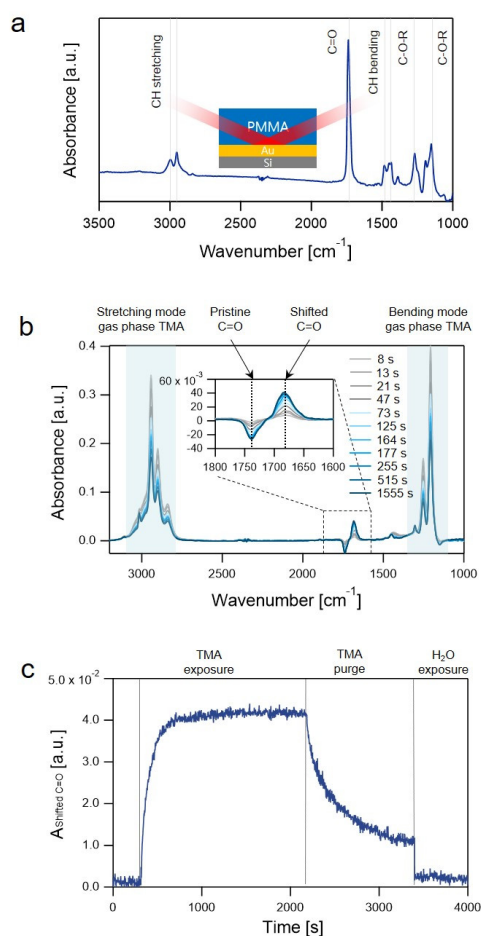 a
CH stretching
C=O
CH bending
C-O-R
C-O-R
PMMA
Au
Si
Absorbance [a.u.]
3500 3000 2500 2000 1500 1000
Wavenumber [cm⁻¹]
b
Stretching mode
gas phase TMA
Pristine
C=O
Shifted
C=O
Bending mode
gas phase TMA
0.4
0.3
0.2
0.1
0.0
Absorbance [a.u.]
60 x10⁻³
40
20
0
-20
-40
1800 1750 1700 1650 1600
8 s
13 s
21 s
47 s
73 s
125 s
164 s
177 s
255 s
515 s
1555 s
3000 2500 2000 1500 1000
Wavenumber [cm⁻¹]
c
TMA
exposure
TMA
purge
H₂O
exposure
5.0 x 10⁻²
4.0
3.0
2.0
1.0
0.0
A Shifted C=O [a.u.]
0 1000 2000 3000 4000
Time [s]